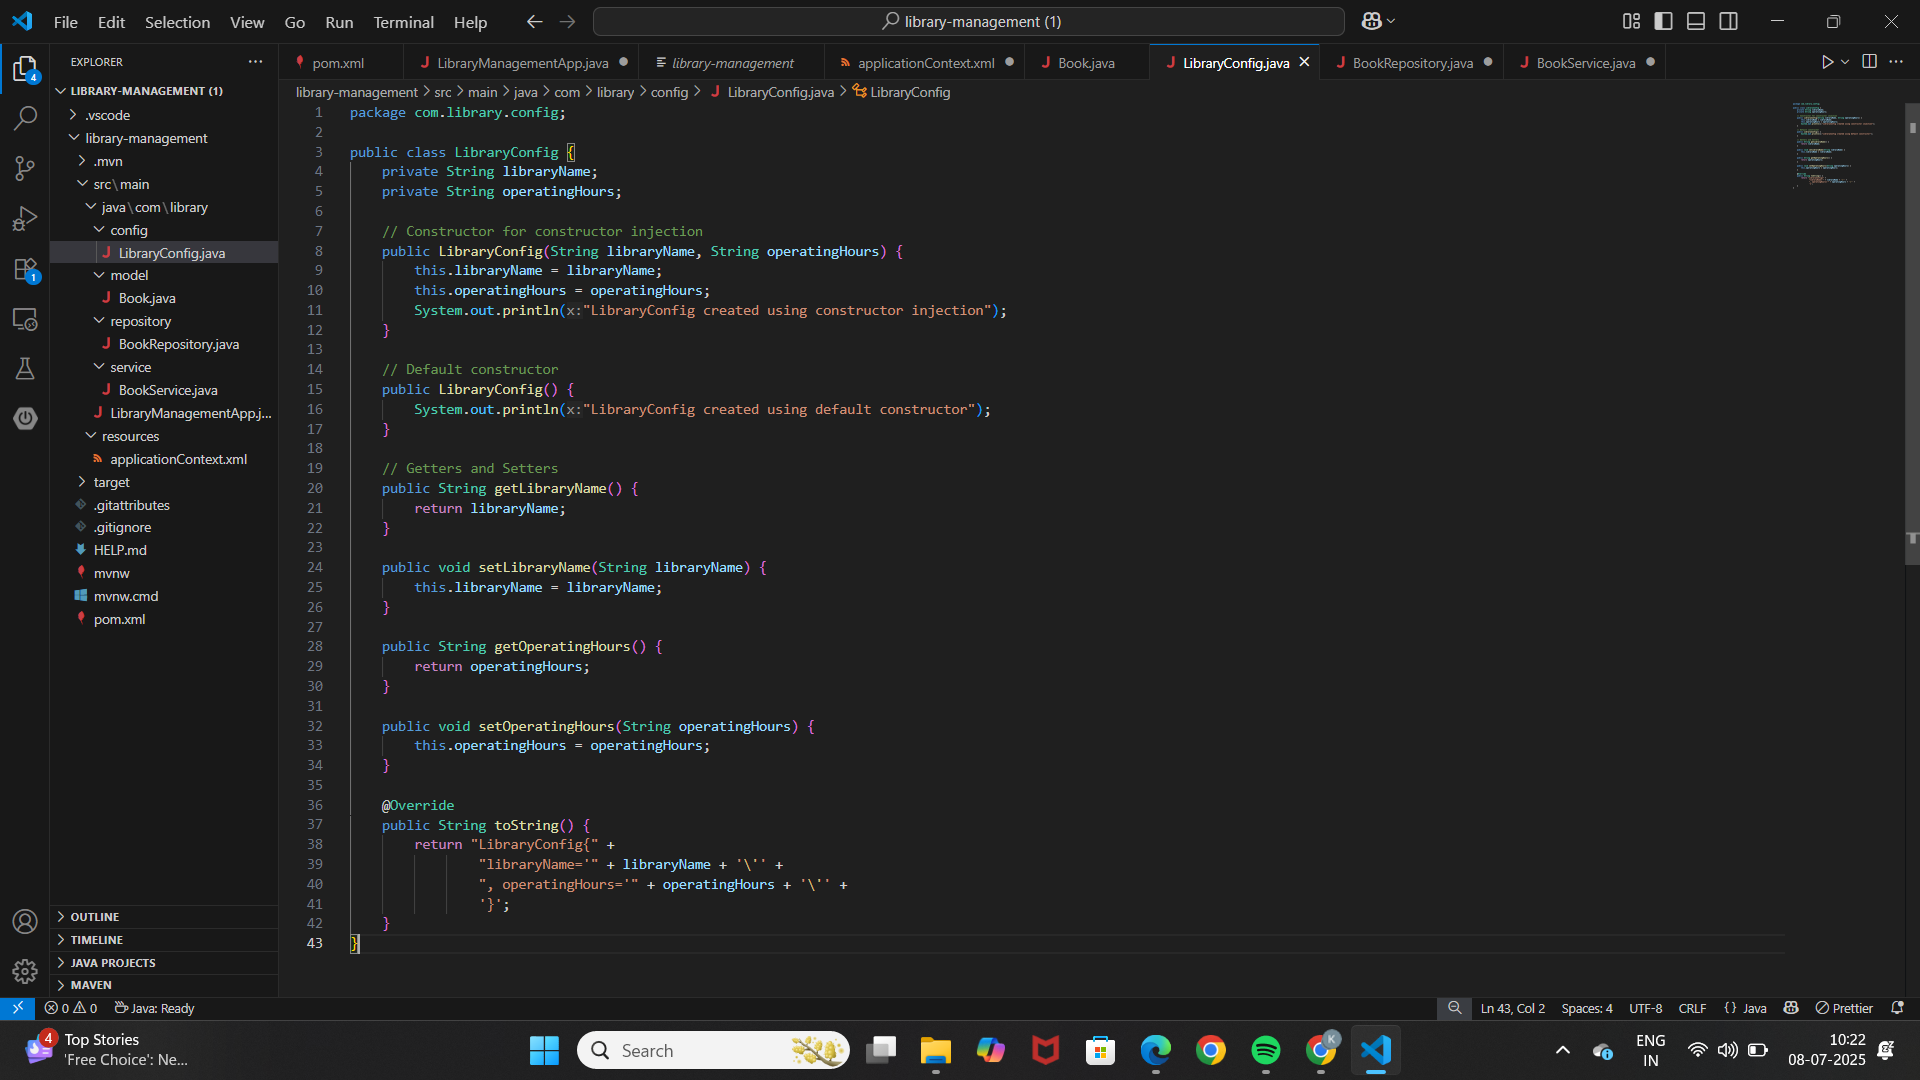 File Edit Selection View Go Run Terminal Help
library-management (1)
EXPLORER
4
LIBRARY-MANAGEMENT (1)
.vscode
library-management
.mvn
src\main
java\com\library
config
LibraryConfig.java
1
model
Book.java
repository
BookRepository.java
service
BookService.java
LibraryManagementApp.j...
resources
applicationContext.xml
target
.gitattributes
.gitignore
HELP.md
mvnw
mvnw.cmd
pom.xml
OUTLINE
TIMELINE
JAVA PROJECTS
MAVEN
pom.xml LibraryManagementApp.java library-management applicationContext.xml Book.java LibraryConfig.java BookRepository.java BookService.java
library-management > src > main > java > com > library > config > LibraryConfig.java > LibraryConfig
1 package com.library.config;
2
3 public class LibraryConfig {
4 private String libraryName;
5 private String operatingHours;
6
7 // Constructor for constructor injection
8 public LibraryConfig(String libraryName, String operatingHours) {
9 this.libraryName = libraryName;
10 this.operatingHours = operatingHours;
11 System.out.println(x:"LibraryConfig created using constructor injection");
12 }
13
14 // Default constructor
15 public LibraryConfig() {
16 System.out.println(x:"LibraryConfig created using default constructor");
17 }
18
19 // Getters and Setters
20 public String getLibraryName() {
21 return libraryName;
22 }
23
24 public void setLibraryName(String libraryName) {
25 this.libraryName = libraryName;
26 }
27
28 public String getOperatingHours() {
29 return operatingHours;
30 }
31
32 public void setOperatingHours(String operatingHours) {
33 this.operatingHours = operatingHours;
34 }
35
36 @Override
37 public String toString() {
38 return "LibraryConfig{" +
39 "libraryName='" + libraryName + '\'' +
40 ", operatingHours='" + operatingHours + '\'' +
41 '}';
42 }
43 }
0 0 Java: Ready
Ln 43, Col 2 Spaces: 4 UTF-8 CRLF {} Java Prettier
4
Top Stories
'Free Choice': Ne...
Search
K
ENG
IN
10:22
08-07-2025